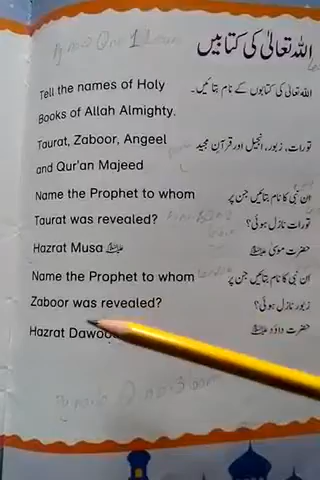 اللہ تعالیٰ کی کتابیں
Tell the names of Holy
Books of Allah Almighty.
اللہ تعالیٰ کی کتابوں کے نام بتائیں۔
Taurat, Zaboor, Angeel
and Qur'an Majeed
تورات، زبور، انجیل اور قرآن مجید
Name the Prophet to whom
Taurat was revealed?
ان نبی کا نام بتائیں جن پر
تورات نازل ہوئی؟
Hazrat Musa
حضرت موسیٰ
Name the Prophet to whom
Zaboor was revealed?
ان نبی کا نام بتائیں جن پر
زبور نازل ہوئی؟
Hazrat Dawood
حضرت داؤد